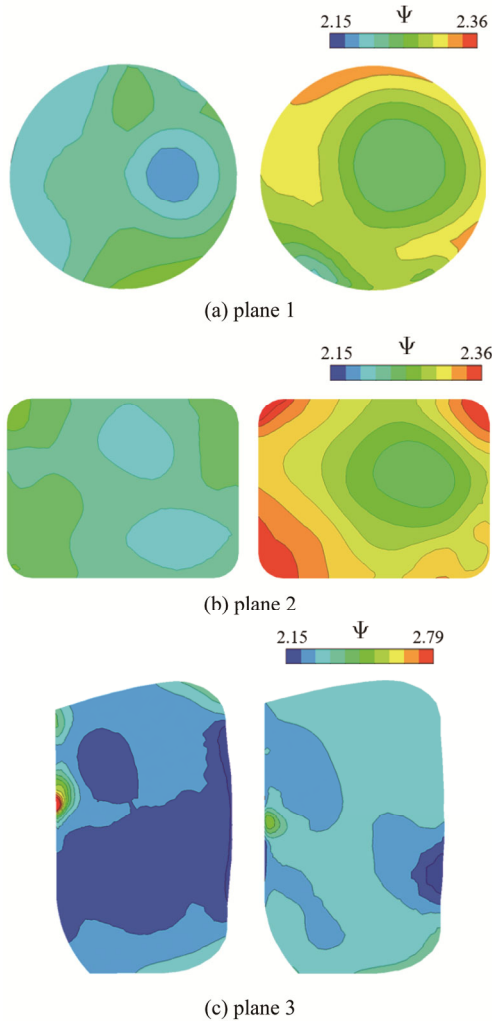 2.15 Ψ 2.36
(a) plane 1
2.15 Ψ 2.36
(b) plane 2
2.15 Ψ 2.79
(c) plane 3